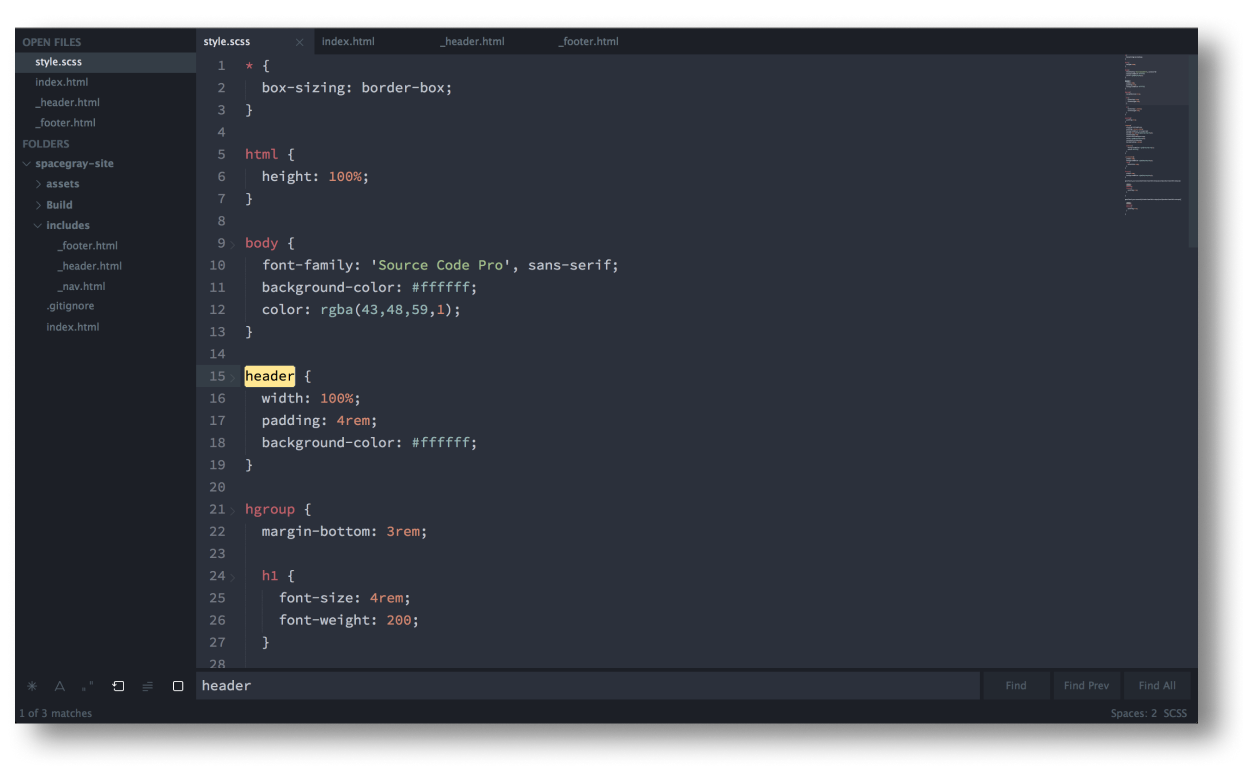 OPEN FILES
style.scss
index.html
_header.html
_footer.html
FOLDERS
spacegray-site
assets
Build
includes
_footer.html
_header.html
_nav.html
.gitignore
index.html
style.scss × index.html _header.html _footer.html
1 * {
2   box-sizing: border-box;
3 }
4
5 html {
6   height: 100%;
7 }
8
9 body {
10   font-family: 'Source Code Pro', sans-serif;
11   background-color: #ffffff;
12   color: rgba(43,48,59,1);
13 }
14
15 header {
16   width: 100%;
17   padding: 4rem;
18   background-color: #ffffff;
19 }
20
21 hgroup {
22   margin-bottom: 3rem;
23
24   h1 {
25     font-size: 4rem;
26     font-weight: 200;
27   }
28
header Find Find Prev Find All
1 of 3 matches Spaces: 2 SCSS